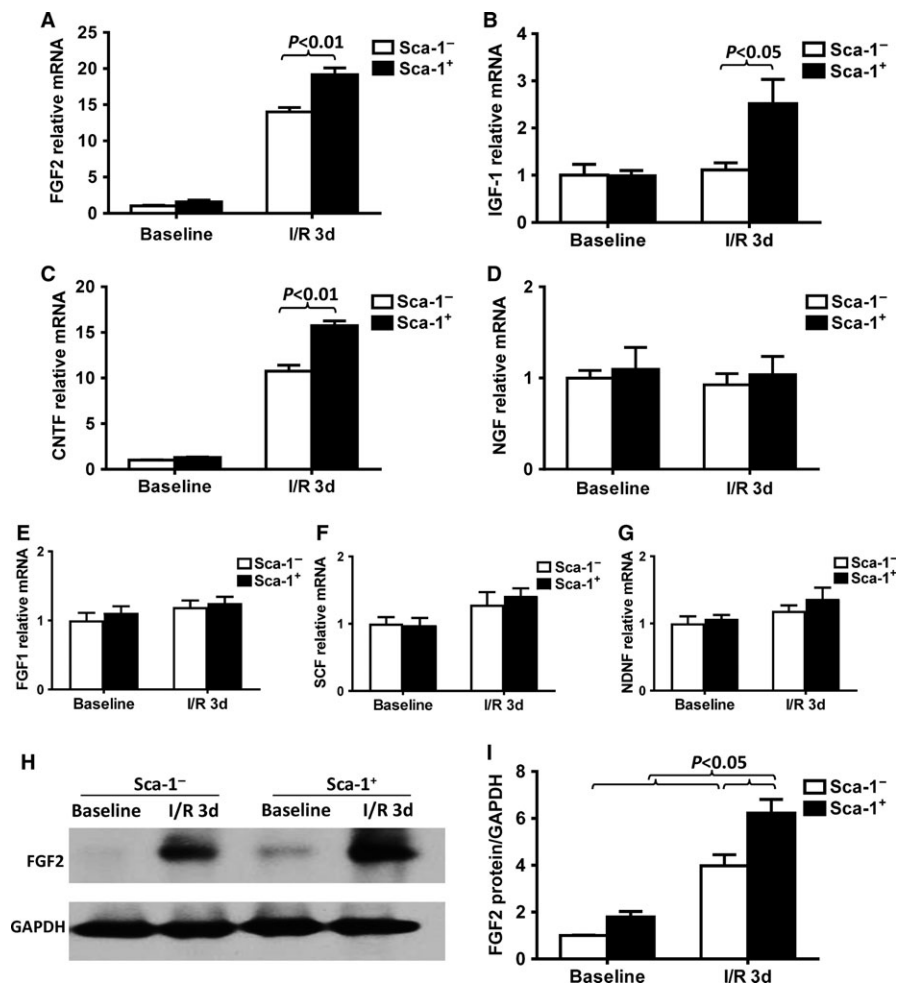 A
FGF2 relative mRNA
25
20
15
10
5
0
P<0.01
Sca-1⁻
Sca-1⁺
Baseline
I/R 3d
B
IGF-1 relative mRNA
4
3
2
1
0
P<0.05
Sca-1⁻
Sca-1⁺
Baseline
I/R 3d
C
CNTF relative mRNA
20
15
10
5
0
P<0.01
Sca-1⁻
Sca-1⁺
Baseline
I/R 3d
D
NGF relative mRNA
2
1
0
Sca-1⁻
Sca-1⁺
Baseline
I/R 3d
E
FGF1 relative mRNA
2
1
0
Sca-1⁻
Sca-1⁺
Baseline
I/R 3d
F
SCF relative mRNA
2
1
0
Sca-1⁻
Sca-1⁺
Baseline
I/R 3d
G
NDNF relative mRNA
2
1
0
Sca-1⁻
Sca-1⁺
Baseline
I/R 3d
H
Sca-1⁻ Sca-1⁺
Baseline I/R 3d Baseline I/R 3d
FGF2
GAPDH
I
FGF2 protein/GAPDH
8
6
4
2
0
P<0.05
Sca-1⁻
Sca-1⁺
Baseline
I/R 3d